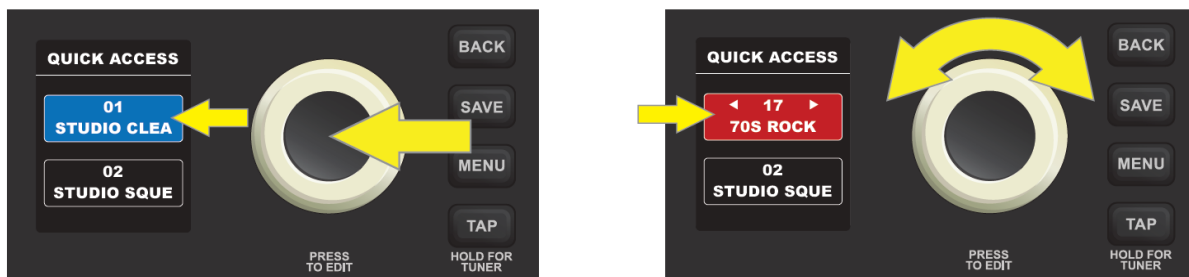 QUICK ACCESS
01
STUDIO CLEA
02
STUDIO SQUE
PRESS
TO EDIT
BACK
SAVE
MENU
TAP
HOLD FOR
TUNER
QUICK ACCESS
17
70S ROCK
02
STUDIO SQUE
PRESS
TO EDIT
BACK
SAVE
MENU
TAP
HOLD FOR
TUNER